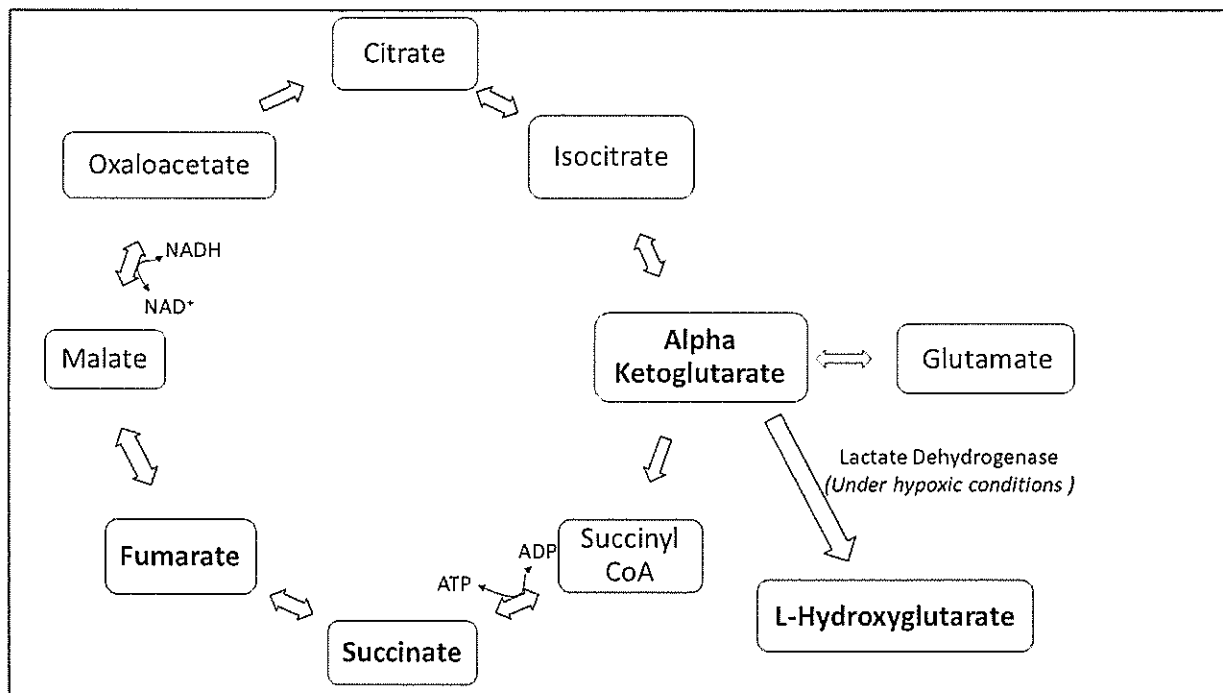 Citrate
Oxaloacetate
Isocitrate
NADH
NAD⁺
Malate
Alpha
Ketoglutarate
Glutamate
Lactate Dehydrogenase
(Under hypoxic conditions )
Fumarate
ATP
ADP
Succinyl
CoA
Succinate
L-Hydroxyglutarate